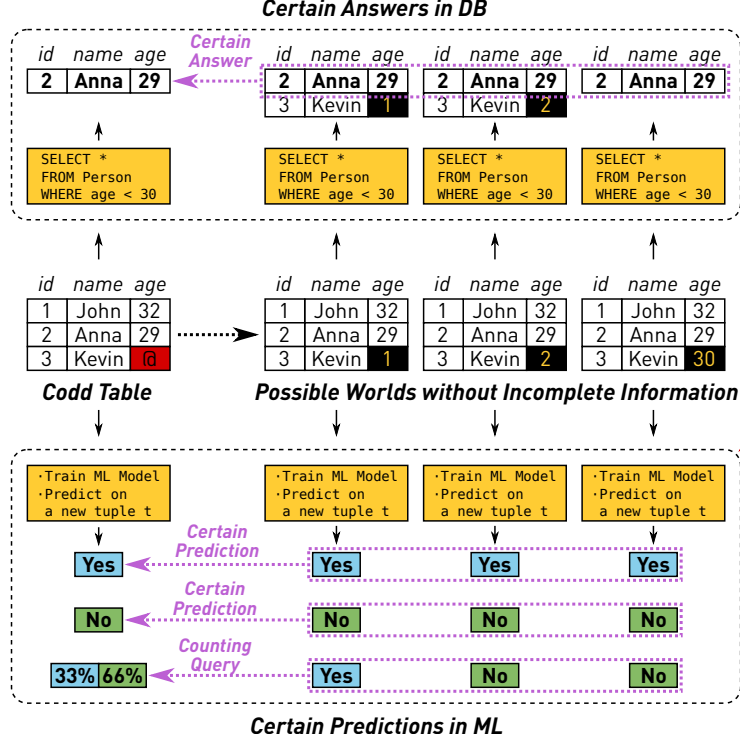 Certain Answers in DB
id name age Certain Answer id name age id name age id name age
2 Anna 29 2 Anna 29 2 Anna 29 2 Anna 29
3 Kevin 1 3 Kevin 2
SELECT * SELECT * SELECT * SELECT *
FROM Person FROM Person FROM Person FROM Person
WHERE age < 30 WHERE age < 30 WHERE age < 30 WHERE age < 30
id name age id name age id name age id name age
1 John 32 1 John 32 1 John 32 1 John 32
2 Anna 29 2 Anna 29 2 Anna 29 2 Anna 29
3 Kevin @ 3 Kevin 1 3 Kevin 2 3 Kevin 30
Codd Table Possible Worlds without Incomplete Information
·Train ML Model ·Train ML Model ·Train ML Model ·Train ML Model
·Predict on ·Predict on ·Predict on ·Predict on
a new tuple t a new tuple t a new tuple t a new tuple t
Certain Prediction
Yes Yes Yes Yes
Certain Prediction
No No No No
Counting Query
33% 66% Yes No No
Certain Predictions in ML